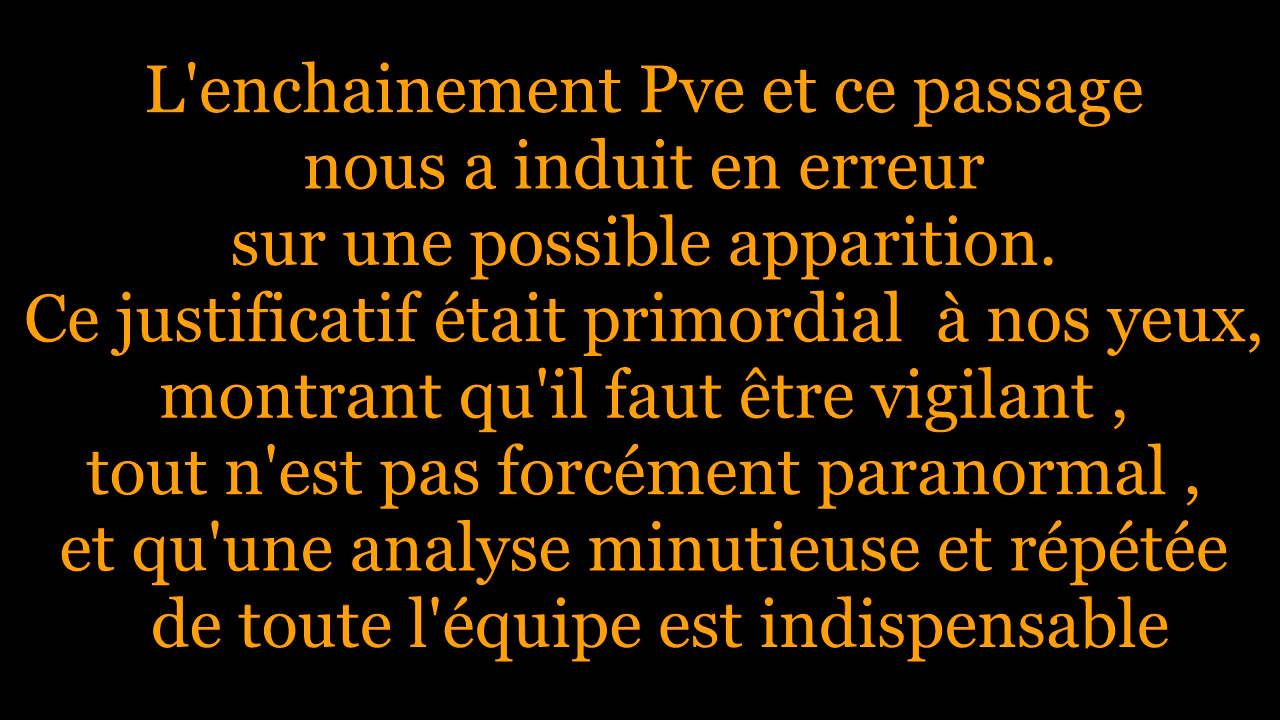 L'enchainement Pve et ce passage
nous a induit en erreur
sur une possible apparition.
Ce justificatif était primordial  à nos yeux,
montrant qu'il faut être vigilant ,
tout n'est pas forcément paranormal ,
et qu'une analyse minutieuse et répétée
de toute l'équipe est indispensable